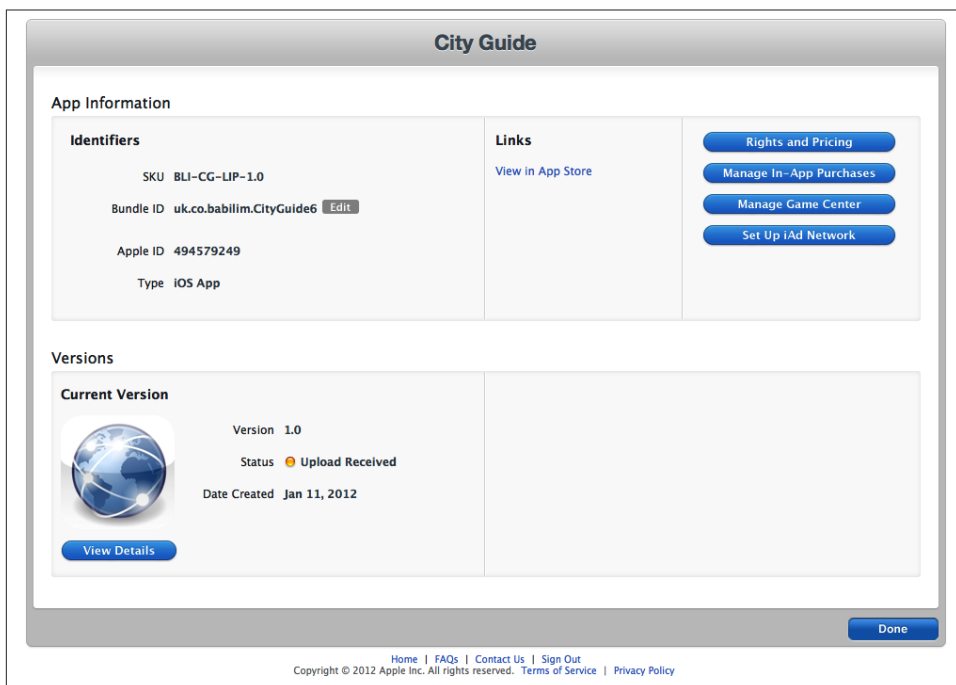 City Guide
App Information
Identifiers
SKU BLI-CG-LIP-1.0
Bundle ID uk.co.babilim.CityGuide6 Edit
Apple ID 494579249
Type iOS App
Links
View in App Store
Rights and Pricing
Manage In-App Purchases
Manage Game Center
Set Up iAd Network
Versions
Current Version
Version 1.0
Status Upload Received
Date Created Jan 11, 2012
View Details
Done
Home | FAQs | Contact Us | Sign Out
Copyright © 2012 Apple Inc. All rights reserved. Terms of Service | Privacy Policy